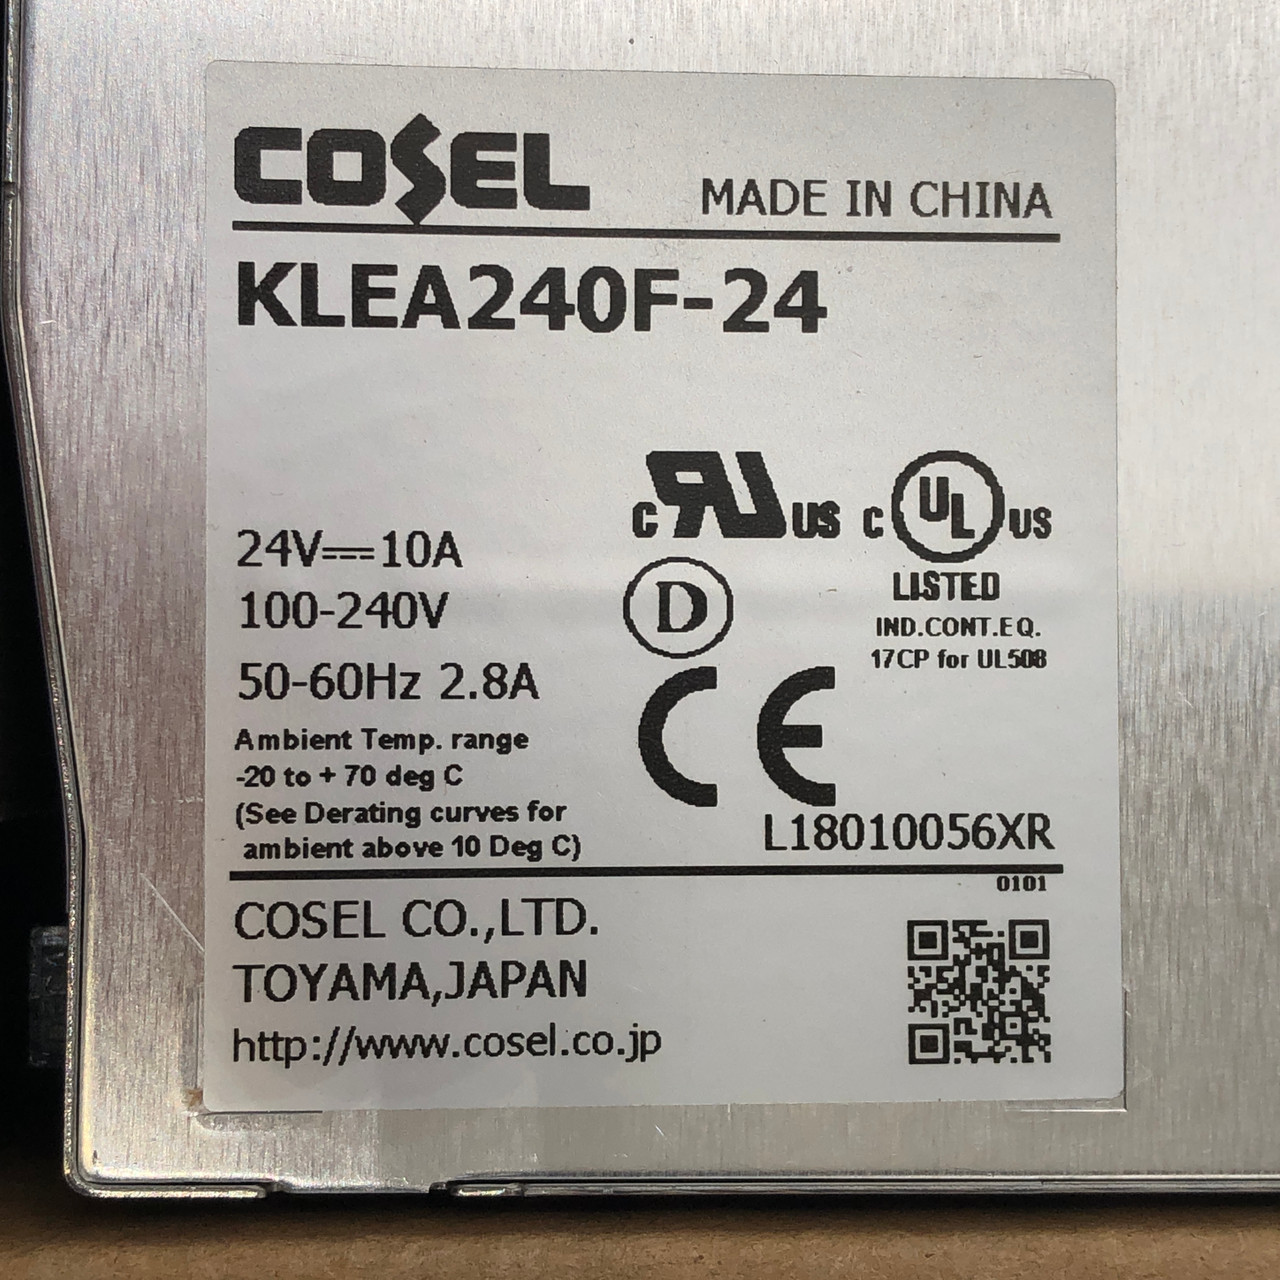 COSEL
MADE IN CHINA
KLEA240F-24
24V⎓10A
100-240V
50-60Hz 2.8A
Ambient Temp. range
-20 to + 70 deg C
(See Derating curves for
ambient above 10 Deg C)
c RU US
c UL US
LISTED
IND.CONT.EQ.
17CP for UL508
D
CE
L18010056XR
0101
COSEL CO.,LTD.
TOYAMA,JAPAN
http://www.cosel.co.jp